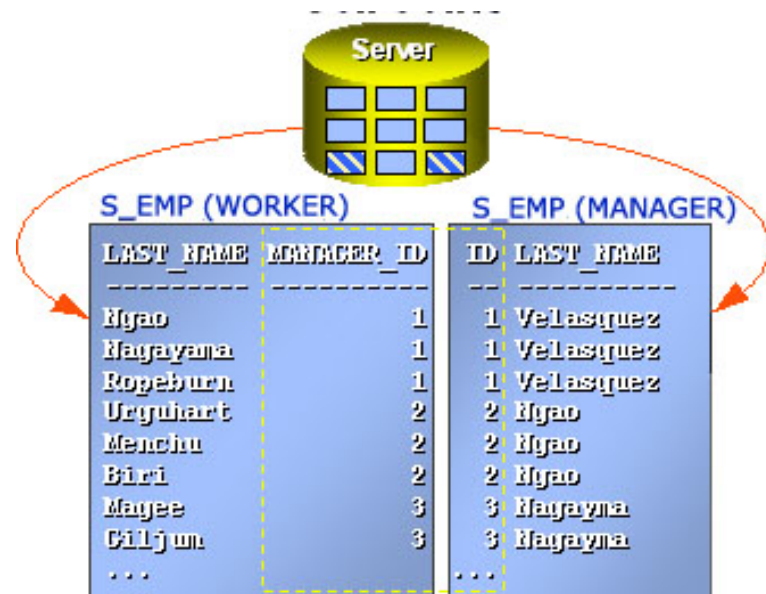 Server
S_EMP (WORKER)
LAST_NAME MANAGER_ID
--------- ----------
Ngao 1
Nagayama 1
Ropeburn 1
Urguhart 2
Menchu 2
Biri 2
Magee 3
Giljum 3
...
S_EMP (MANAGER)
ID LAST_NAME
-- ----------
1 Velasquez
1 Velasquez
1 Velasquez
2 Ngao
2 Ngao
2 Ngao
3 Nagayma
3 Nagayma
...